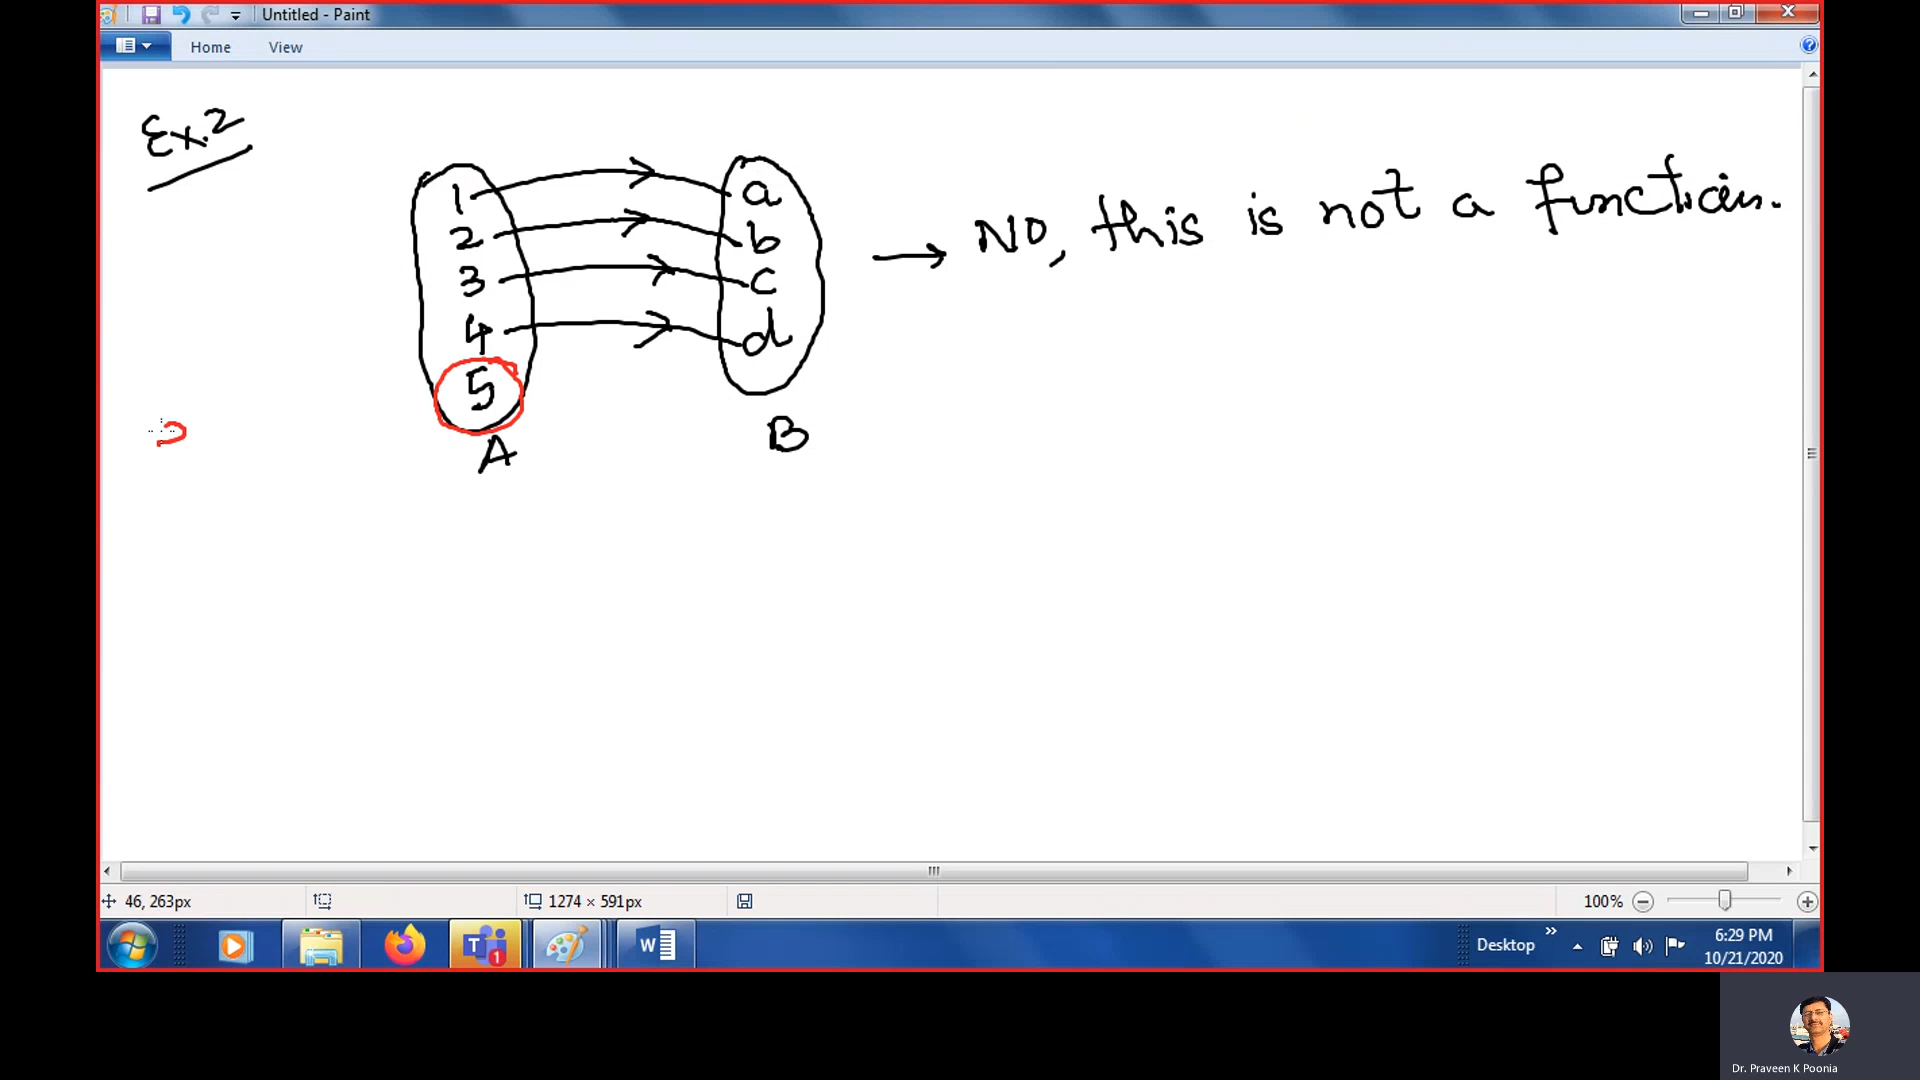 Untitled - Paint
Home View
Ex.2
1 a
2 b
3 c
4 d
5
A B
→ NO, this is not a function.
46, 263px
1274 × 591px
100%
T 1
W
Desktop
6:29 PM
10/21/2020
Dr. Praveen K Poonia